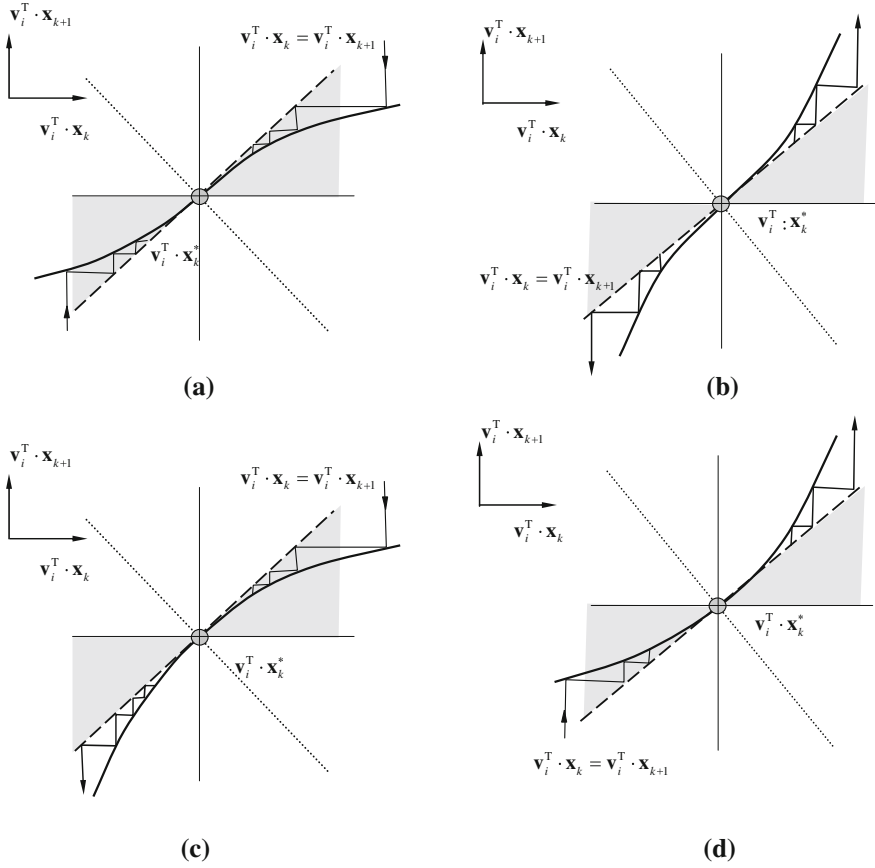 v_i^T · x_{k+1}
v_i^T · x_k = v_i^T · x_{k+1}
v_i^T · x_k
v_i^T · x_k^*
(a)
v_i^T · x_{k+1}
v_i^T · x_k
v_i^T : x_k^*
v_i^T · x_k = v_i^T · x_{k+1}
(b)
v_i^T · x_{k+1}
v_i^T · x_k = v_i^T · x_{k+1}
v_i^T · x_k
v_i^T · x_k^*
(c)
v_i^T · x_{k+1}
v_i^T · x_k
v_i^T · x_k^*
v_i^T · x_k = v_i^T · x_{k+1}
(d)